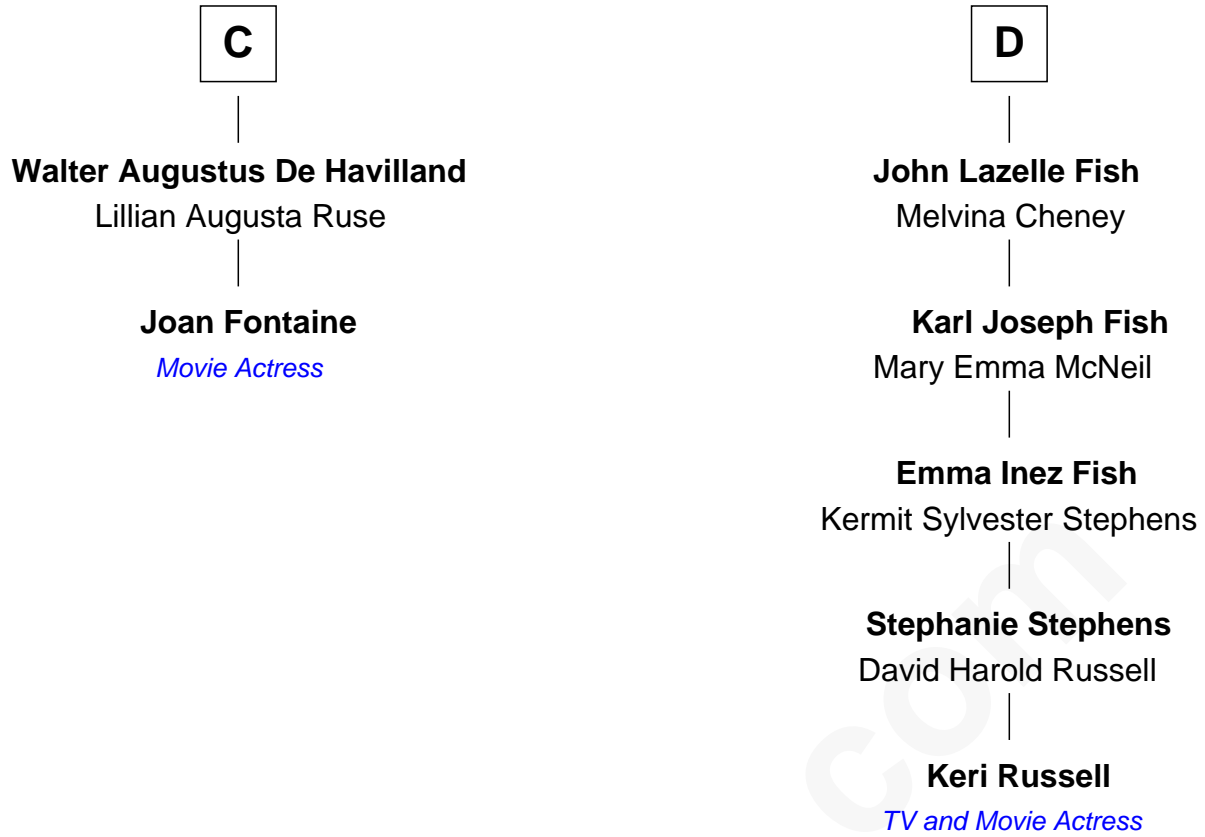 C
Walter Augustus De Havilland
Lillian Augusta Ruse
Joan Fontaine
Movie Actress
D
John Lazelle Fish
Melvina Cheney
Karl Joseph Fish
Mary Emma McNeil
Emma Inez Fish
Kermit Sylvester Stephens
Stephanie Stephens
David Harold Russell
Keri Russell
TV and Movie Actress
com